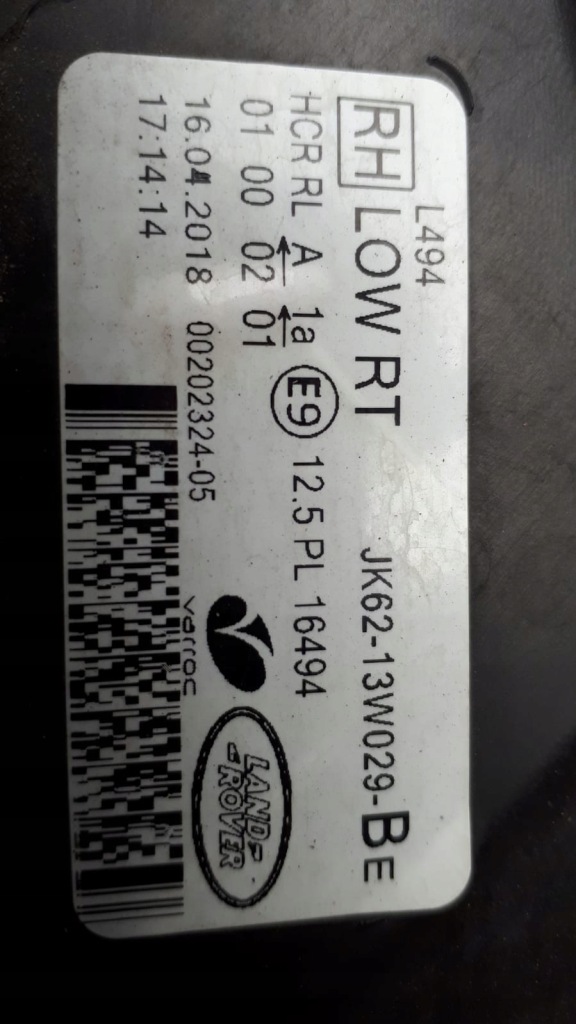 L494
RH LOW RT JK62-13W029-BE
HCR RL A 1a E9 12.5 PL 16494
01 00 02 01
16.04.2018 00202324-05
17:14:14
varroc
LAND-
-ROVER